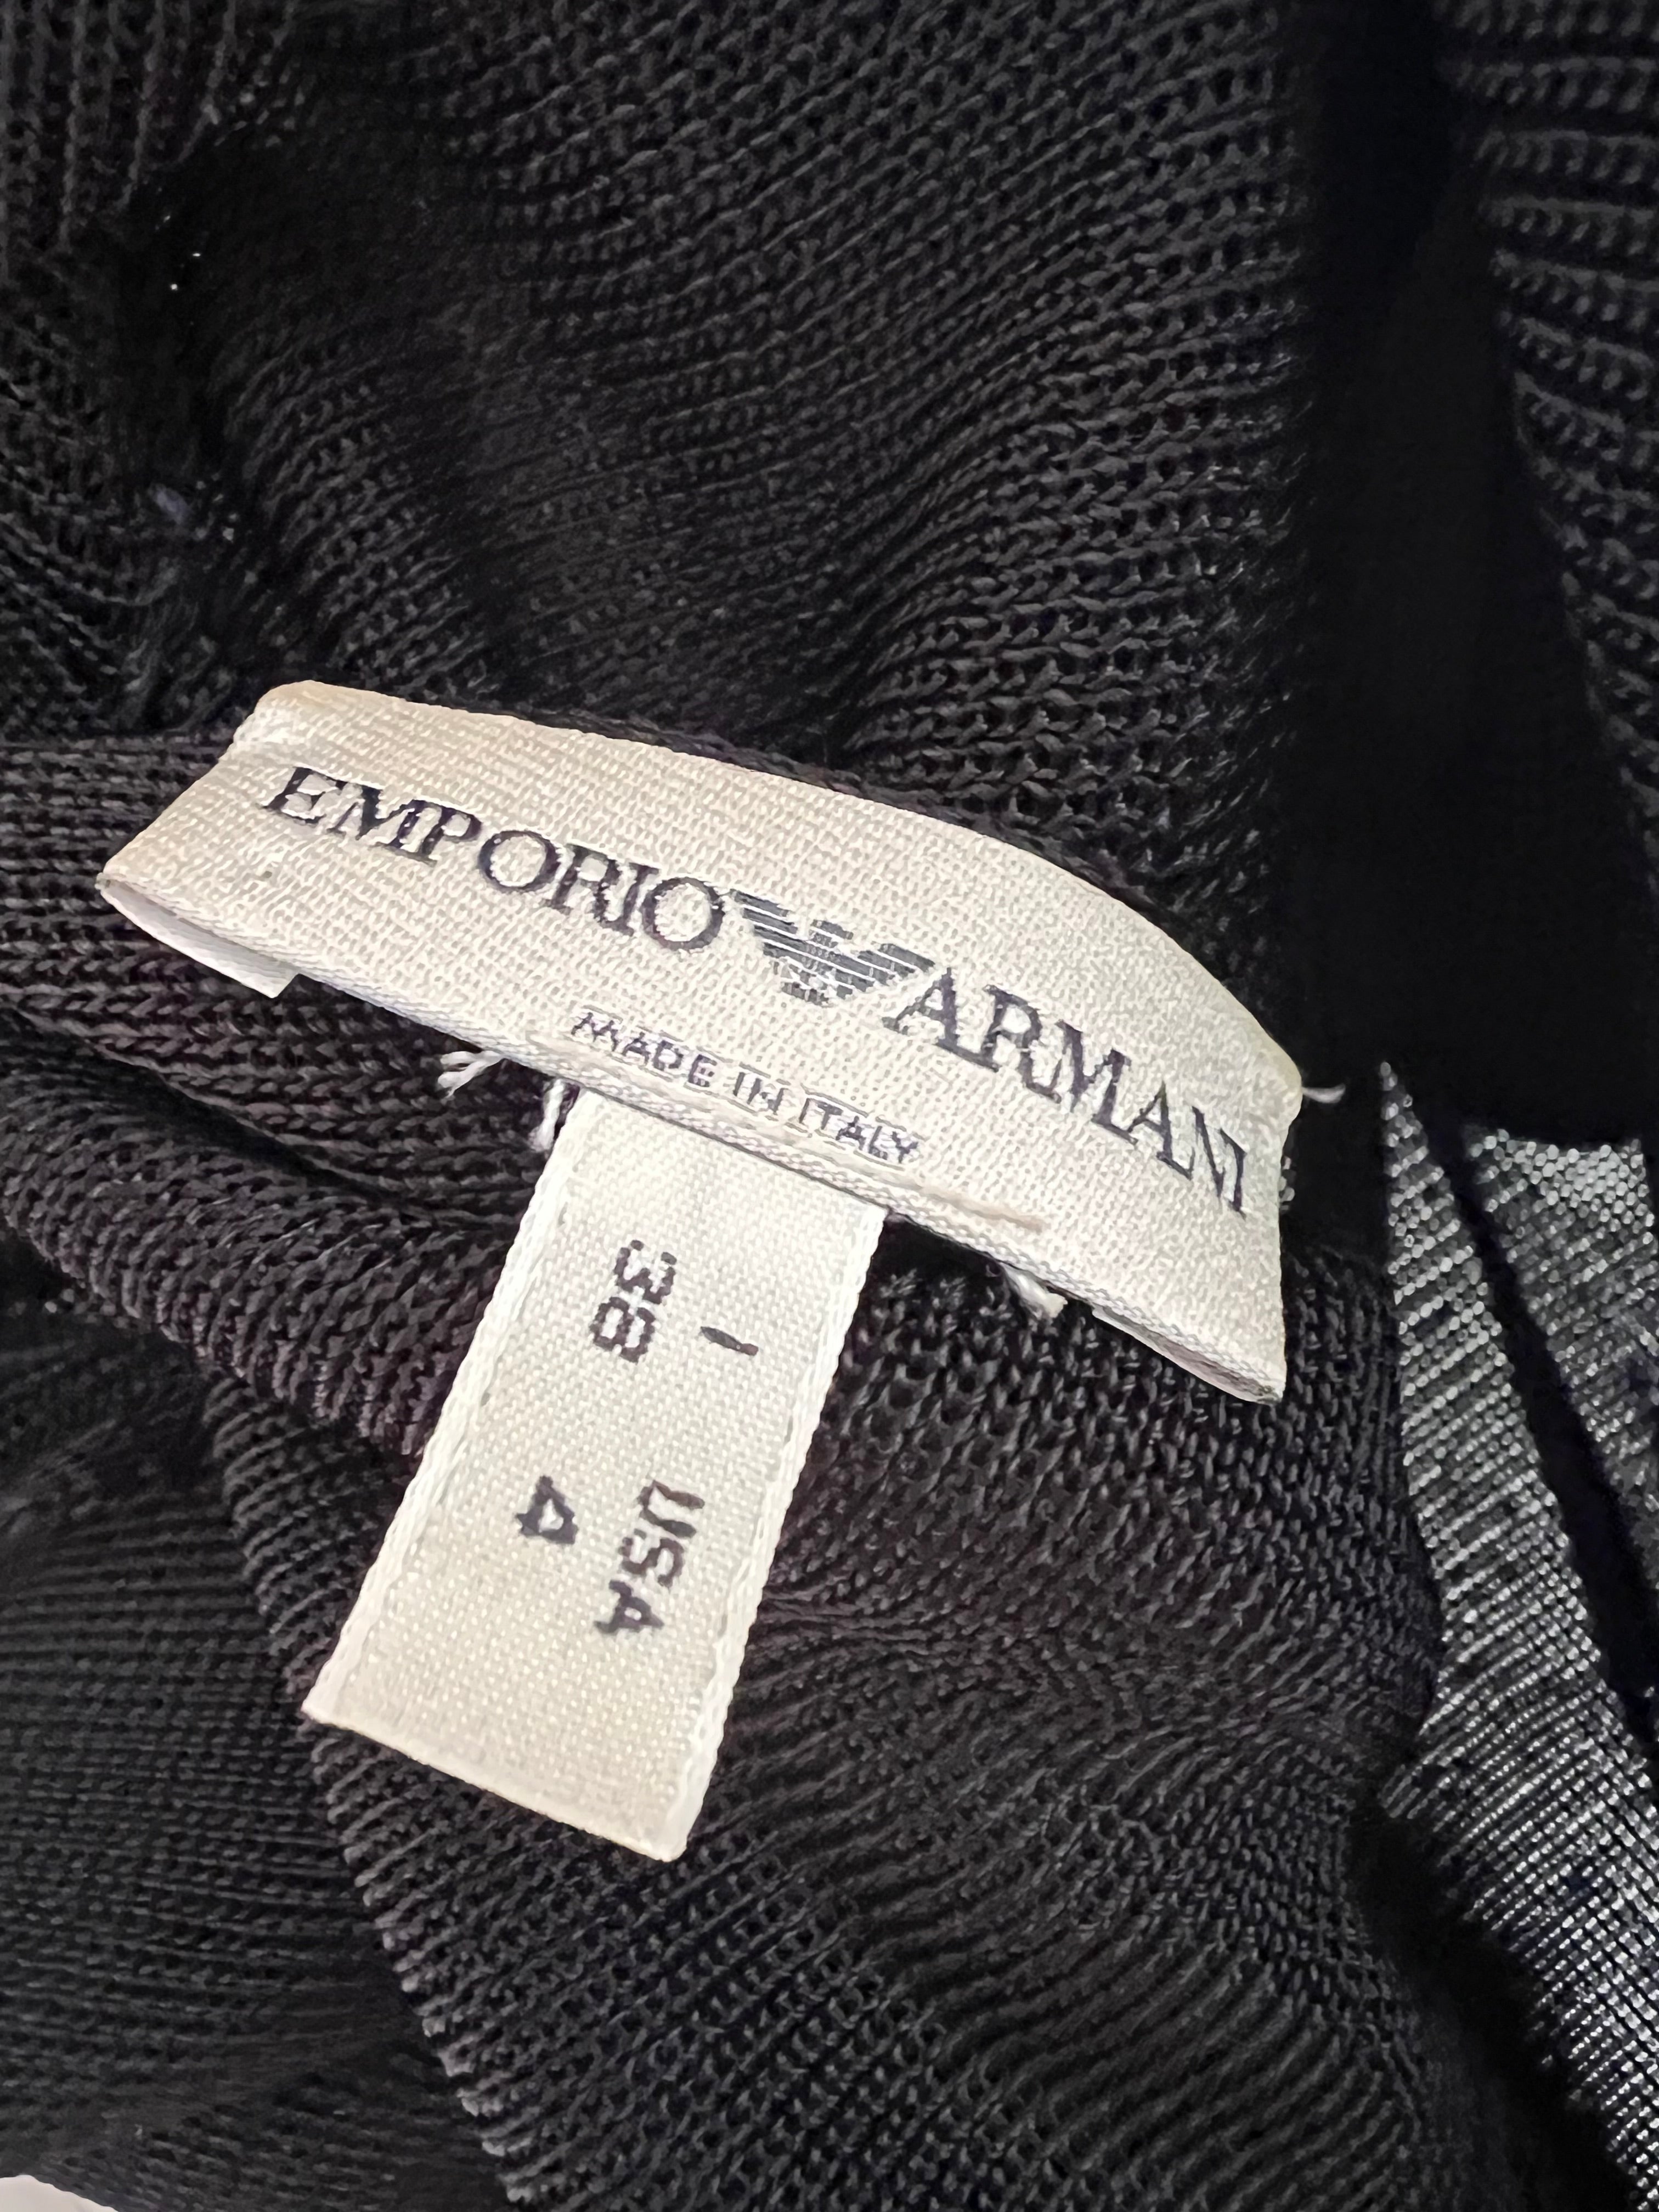 EMPORIO ARMANI
MADE IN ITALY
I USA
38 4